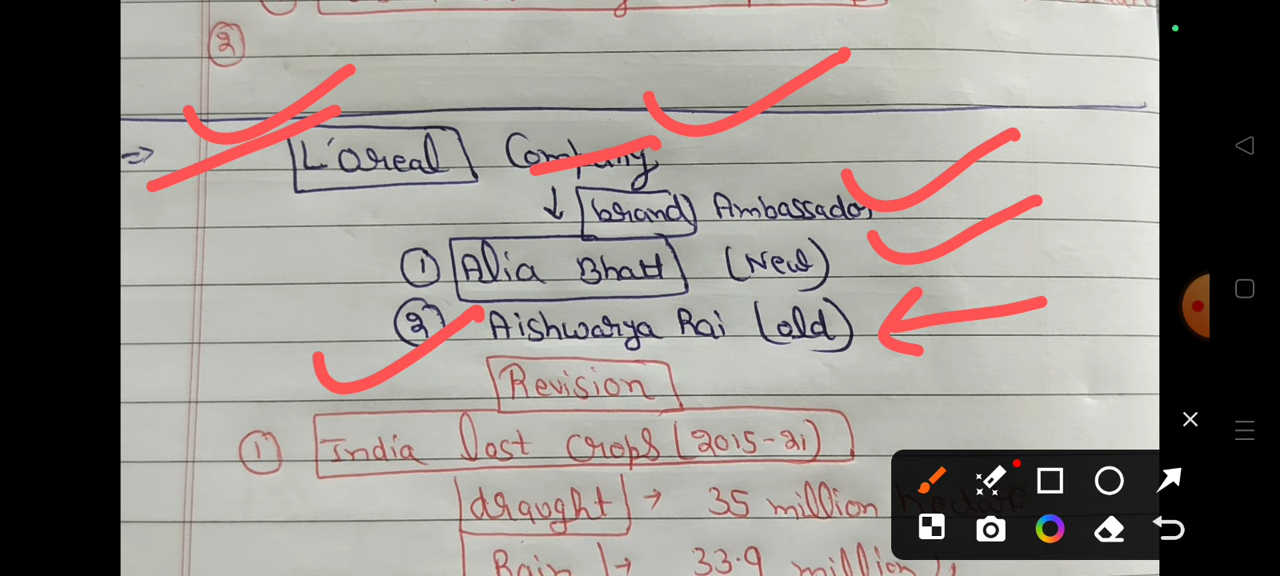 ②
⇒ L'oreal Company
↓ brand Ambassador
① Alia Bhatt (New)
② Aishwarya Rai (old)
Revision
① India lost crops (2015-21)
draught → 35 million
Rain → 33.9 million